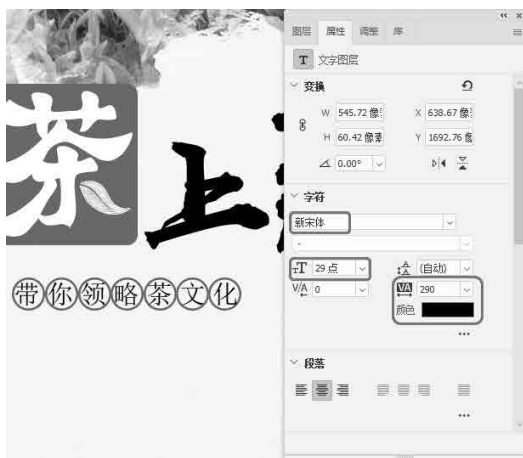 图层 属性 调整 库
T 文字图层
变换
W 545.72 像 X 638.67 像
H 60.42 像素 Y 1692.76 像
0.00°
字符
新宋体
-
T 29 点 (自动)
V/A 0 VA 290
颜色
段落
茶 上
带你领略茶文化